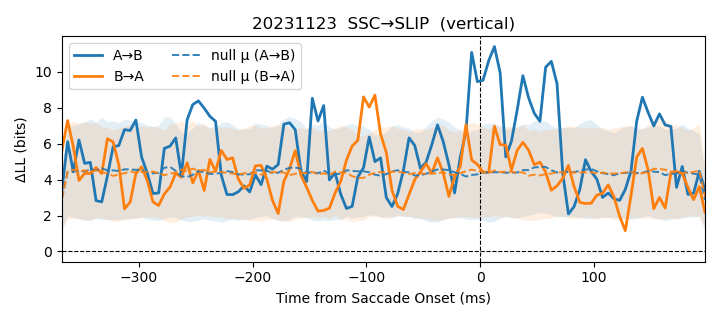 20231123  SSC→SLIP  (vertical)
A→B
B→A
null μ (A→B)
null μ (B→A)
ΔLL (bits)
10
8
6
4
2
0
−300
−200
−100
0
100
Time from Saccade Onset (ms)